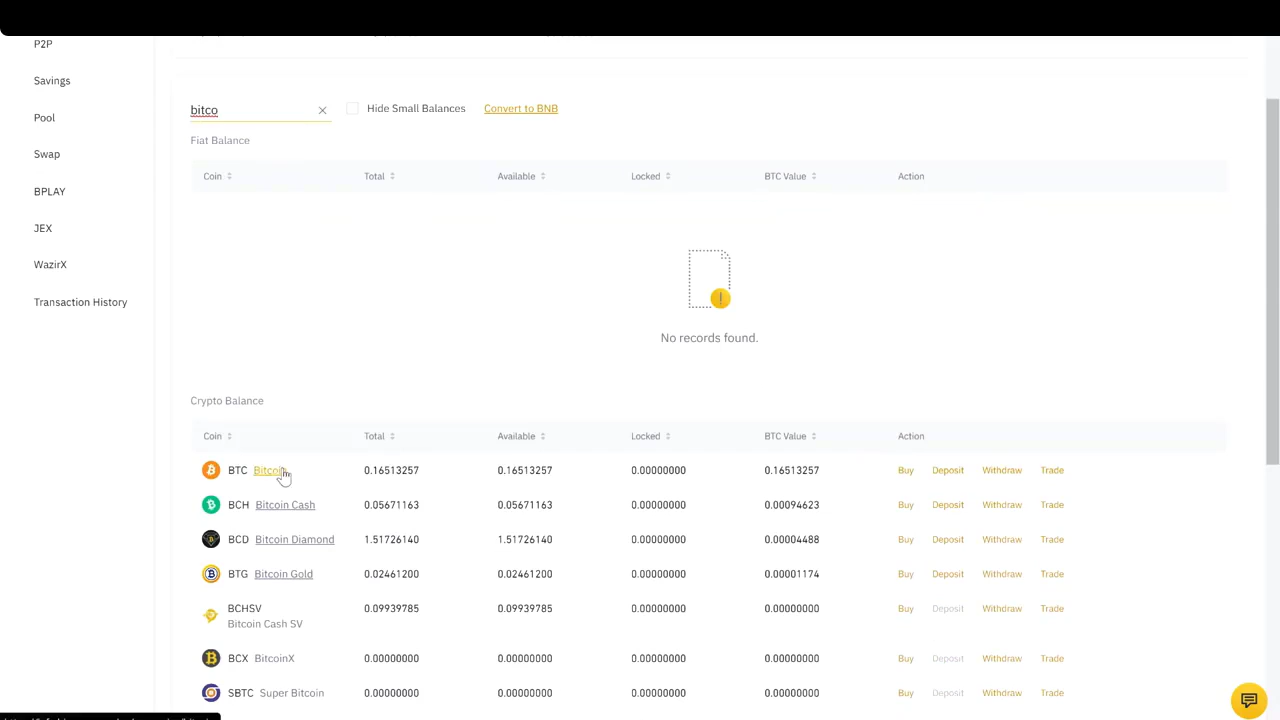 P2P
Savings
Pool
Swap
BPLAY
JEX
WazirX
Transaction History
bitco Hide Small Balances Convert to BNB
Fiat Balance
Coin Total Available Locked BTC Value Action
No records found.
Crypto Balance
Coin Total Available Locked BTC Value Action
BTC Bitcoin 0.16513257 0.16513257 0.00000000 0.16513257 Buy Deposit Withdraw Trade
BCH Bitcoin Cash 0.05671163 0.05671163 0.00000000 0.00094623 Buy Deposit Withdraw Trade
BCD Bitcoin Diamond 1.51726140 1.51726140 0.00000000 0.00004488 Buy Deposit Withdraw Trade
BTG Bitcoin Gold 0.02461200 0.02461200 0.00000000 0.00001174 Buy Deposit Withdraw Trade
BCHSV 0.09939785 0.09939785 0.00000000 0.00000000 Buy Deposit Withdraw Trade
Bitcoin Cash SV
BCX BitcoinX 0.00000000 0.00000000 0.00000000 0.00000000 Buy Deposit Withdraw Trade
SBTC Super Bitcoin 0.00000000 0.00000000 0.00000000 0.00000000 Buy Deposit Withdraw Trade